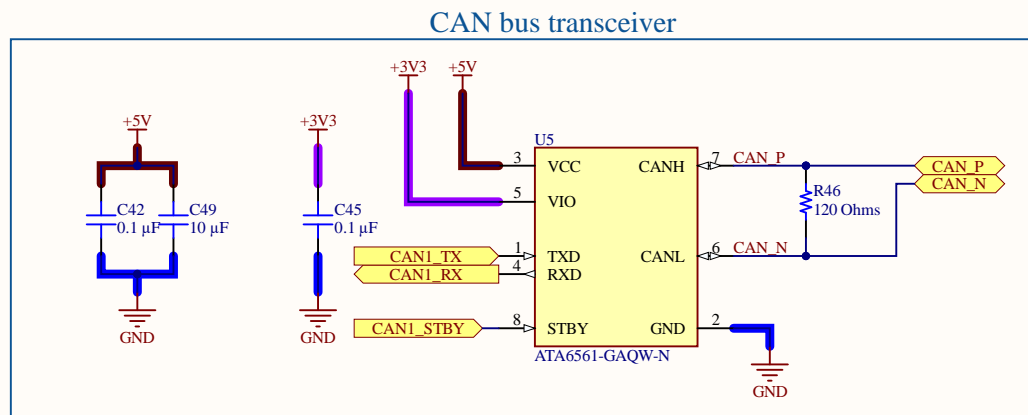 CAN bus transceiver
+5V
C42
0.1 µF
C49
10 µF
GND
+3V3
C45
0.1 µF
GND
+3V3
+5V
U5
3 VCC
5 VIO
1 TXD
4 RXD
8 STBY
CANH 7
CANL 6
GND 2
ATA6561-GAQW-N
CAN1_TX
CAN1_RX
CAN1_STBY
CAN_P
CAN_N
R46
120 Ohms
CAN_P
CAN_N
GND